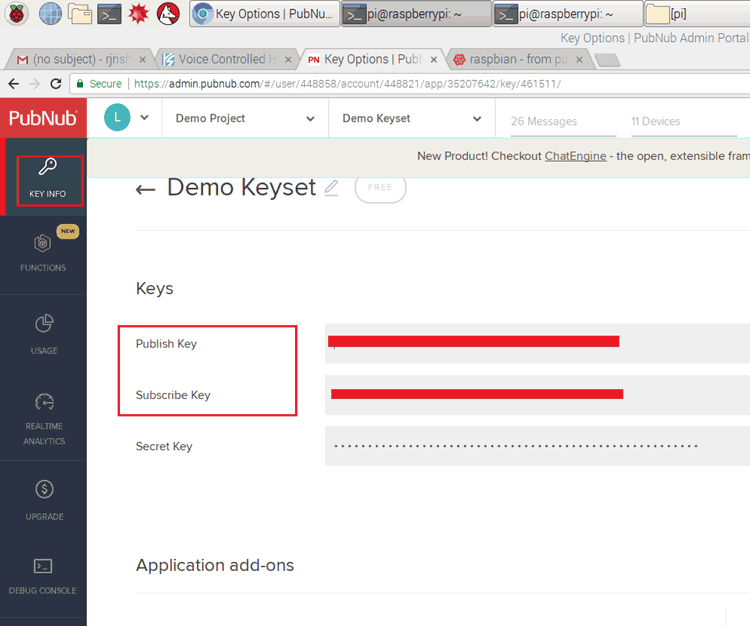 Key Options | PubNu...
pi@raspberrypi: ~
pi@raspberrypi: ~
[pi]
Key Options | PubNub Admin Portal
(no subject) - rjrish
Voice Controlled H
PN Key Options | Pub
raspbian - from pu
Secure https://admin.pubnub.com/#/user/448858/account/448821/app/35207642/key/461511/
PubNub
L
Demo Project
Demo Keyset
26 Messages
11 Devices
New Product! Checkout ChatEngine - the open, extensible fram
KEY INFO
← Demo Keyset
FREE
NEW
FUNCTIONS
Keys
USAGE
Publish Key
Subscribe Key
REALTIME
ANALYTICS
Secret Key
UPGRADE
Application add-ons
DEBUG CONSOLE